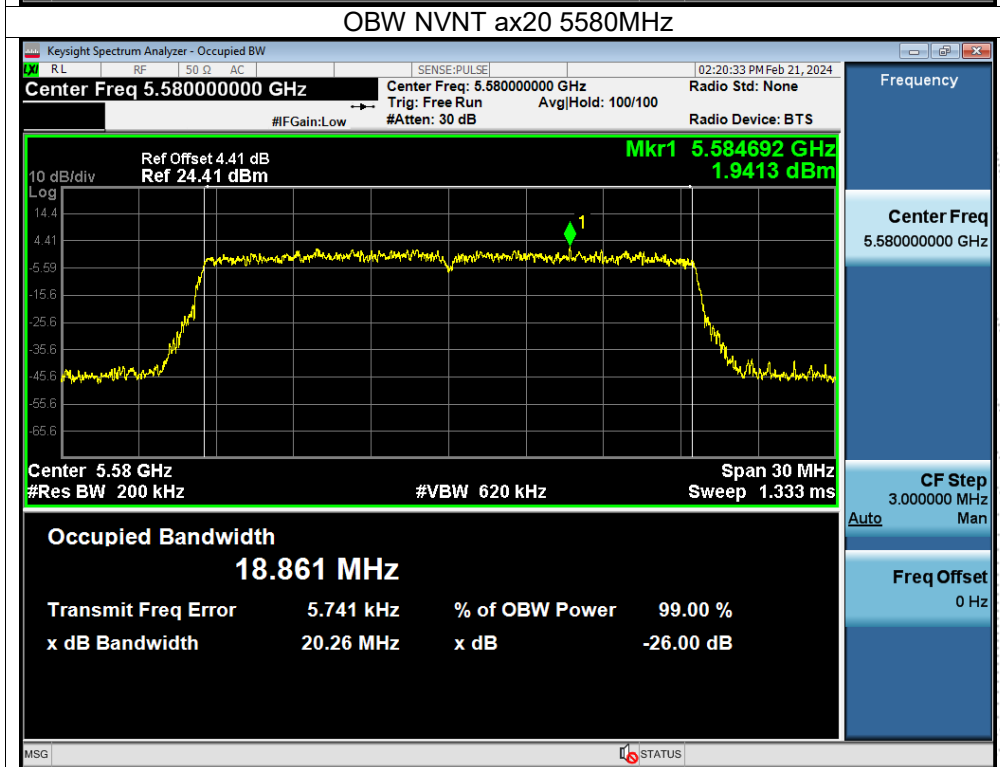 OBW NVNT ax20 5580MHz
Keysight Spectrum Analyzer - Occupied BW
LXI RL RF 50 Ω AC SENSE:PULSE 02:20:33 PM Feb 21, 2024
Center Freq 5.580000000 GHz
Center Freq: 5.580000000 GHz
Radio Std: None
Trig: Free Run Avg|Hold: 100/100
#IFGain:Low
#Atten: 30 dB
Radio Device: BTS
Frequency
Mkr1 5.584692 GHz
1.9413 dBm
Ref Offset 4.41 dB
10 dB/div Ref 24.41 dBm
Log
14.4
4.41
-5.59
-15.6
-25.6
-35.6
-45.6
-55.6
-65.6
1
Center 5.58 GHz
Span 30 MHz
#Res BW 200 kHz
#VBW 620 kHz
Sweep 1.333 ms
Center Freq
5.580000000 GHz
CF Step
3.000000 MHz
Auto Man
Freq Offset
0 Hz
Occupied Bandwidth
18.861 MHz
Transmit Freq Error 5.741 kHz % of OBW Power 99.00 %
x dB Bandwidth 20.26 MHz x dB -26.00 dB
MSG STATUS